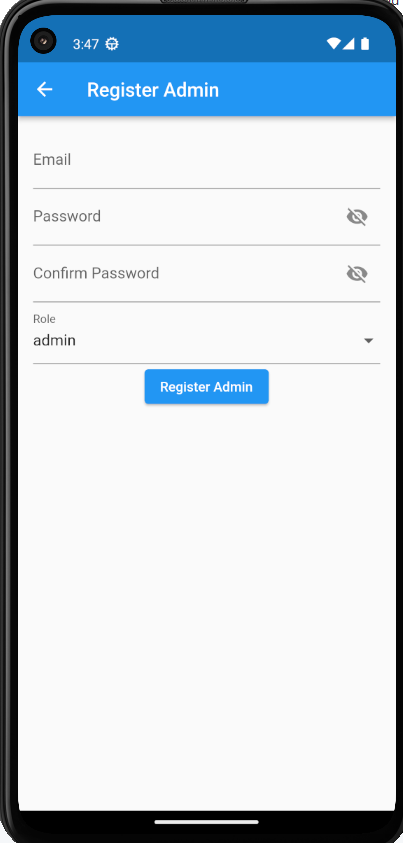 3:47
Register Admin
Email
Password
Confirm Password
Role
admin
Register Admin